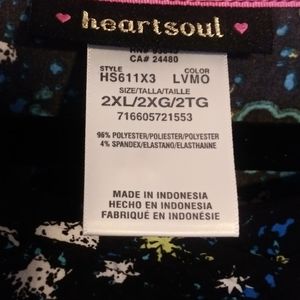 heartsoul
CA# 24480
STYLE COLOR
HS611X3 LVMO
SIZE/TALLA/TAILLE
2XL/2XG/2TG
716605721553
96% POLYESTER/POLIESTER/POLYESTER
4% SPANDEX/ELASTANO/ELASTHANNE
MADE IN INDONESIA
HECHO EN INDONESIA
FABRIQUÉ EN INDONÉSIE